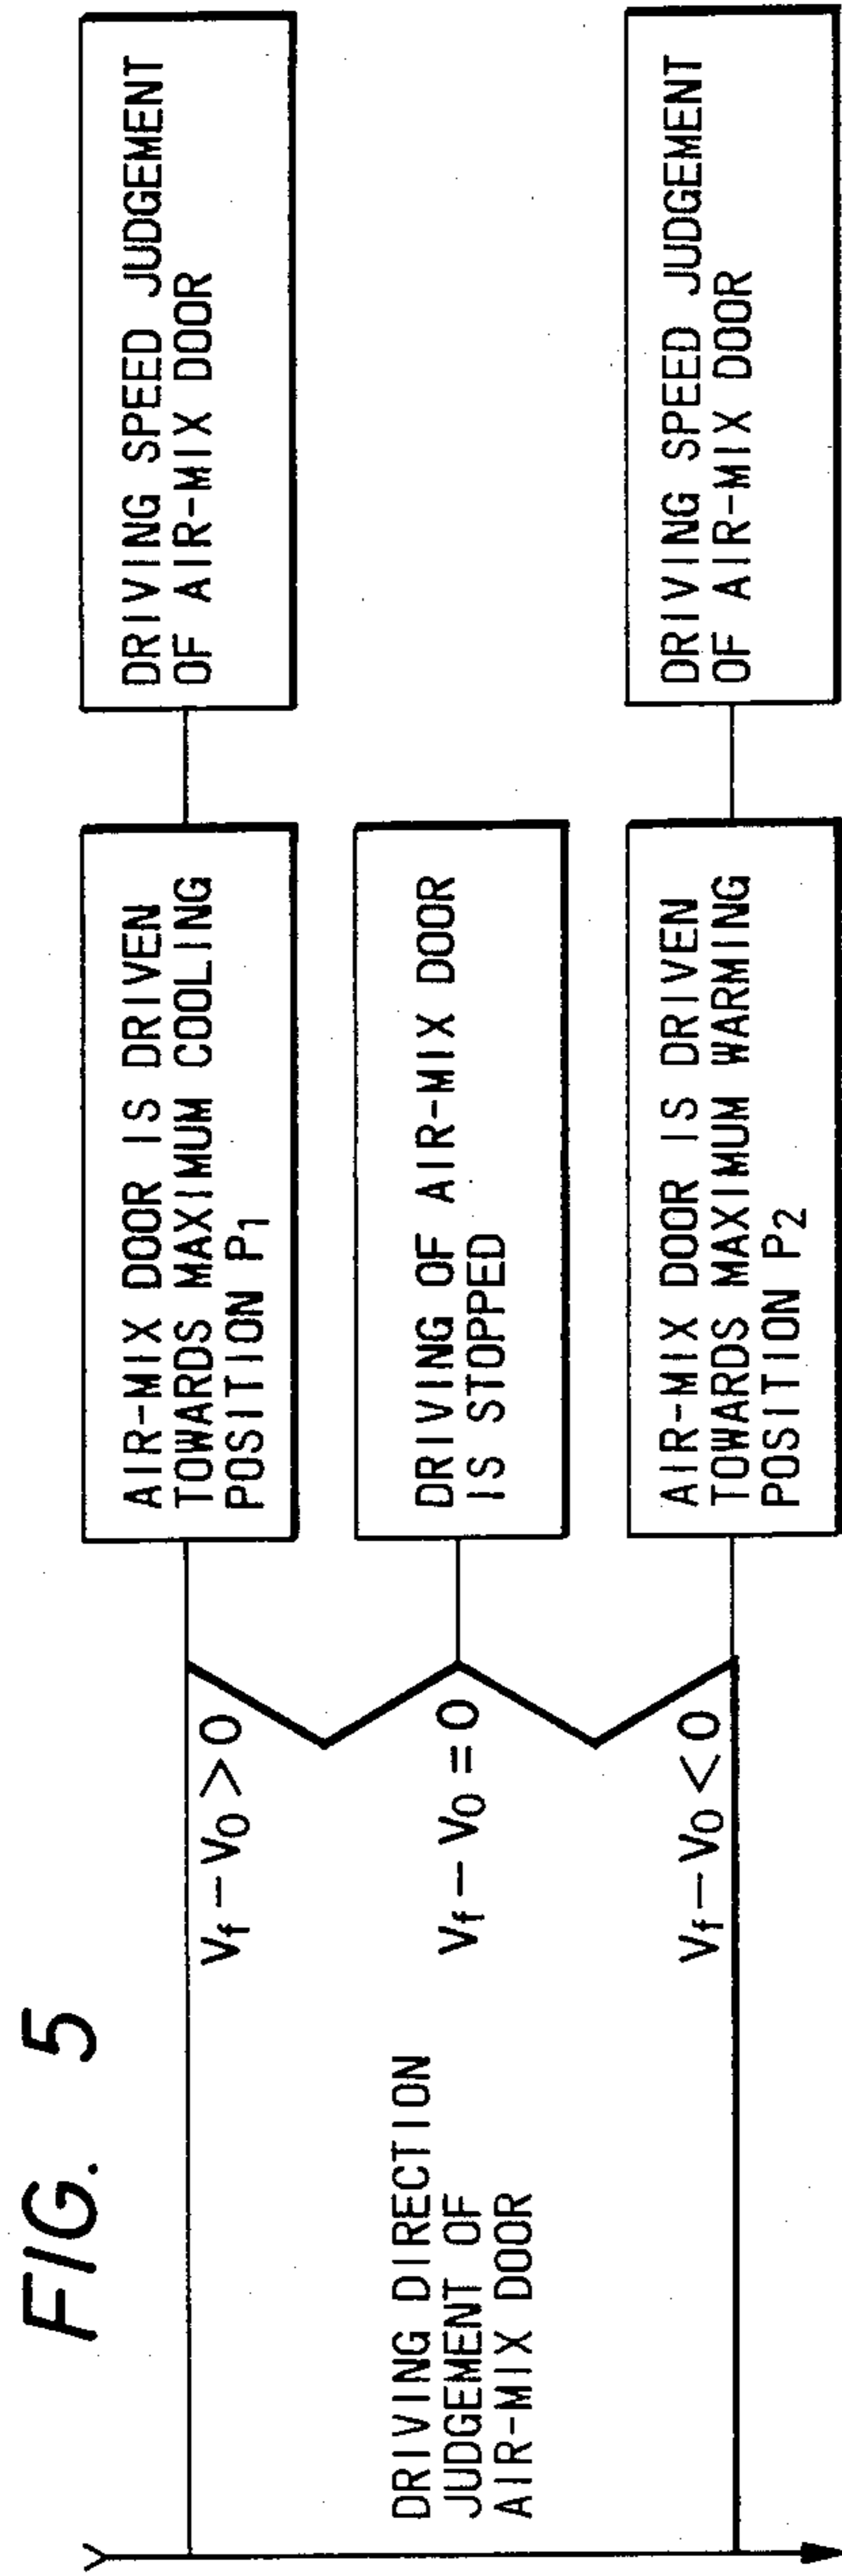 FIG. 5
DRIVING DIRECTION
JUDGEMENT OF
AIR-MIX DOOR
Vf − V0 > 0
AIR-MIX DOOR IS DRIVEN
TOWARDS MAXIMUM COOLING
POSITION P1
DRIVING SPEED JUDGEMENT
OF AIR-MIX DOOR
Vf − V0 = 0
DRIVING OF AIR-MIX DOOR
IS STOPPED
Vf − V0 < 0
AIR-MIX DOOR IS DRIVEN
TOWARDS MAXIMUM WARMING
POSITION P2
DRIVING SPEED JUDGEMENT
OF AIR-MIX DOOR